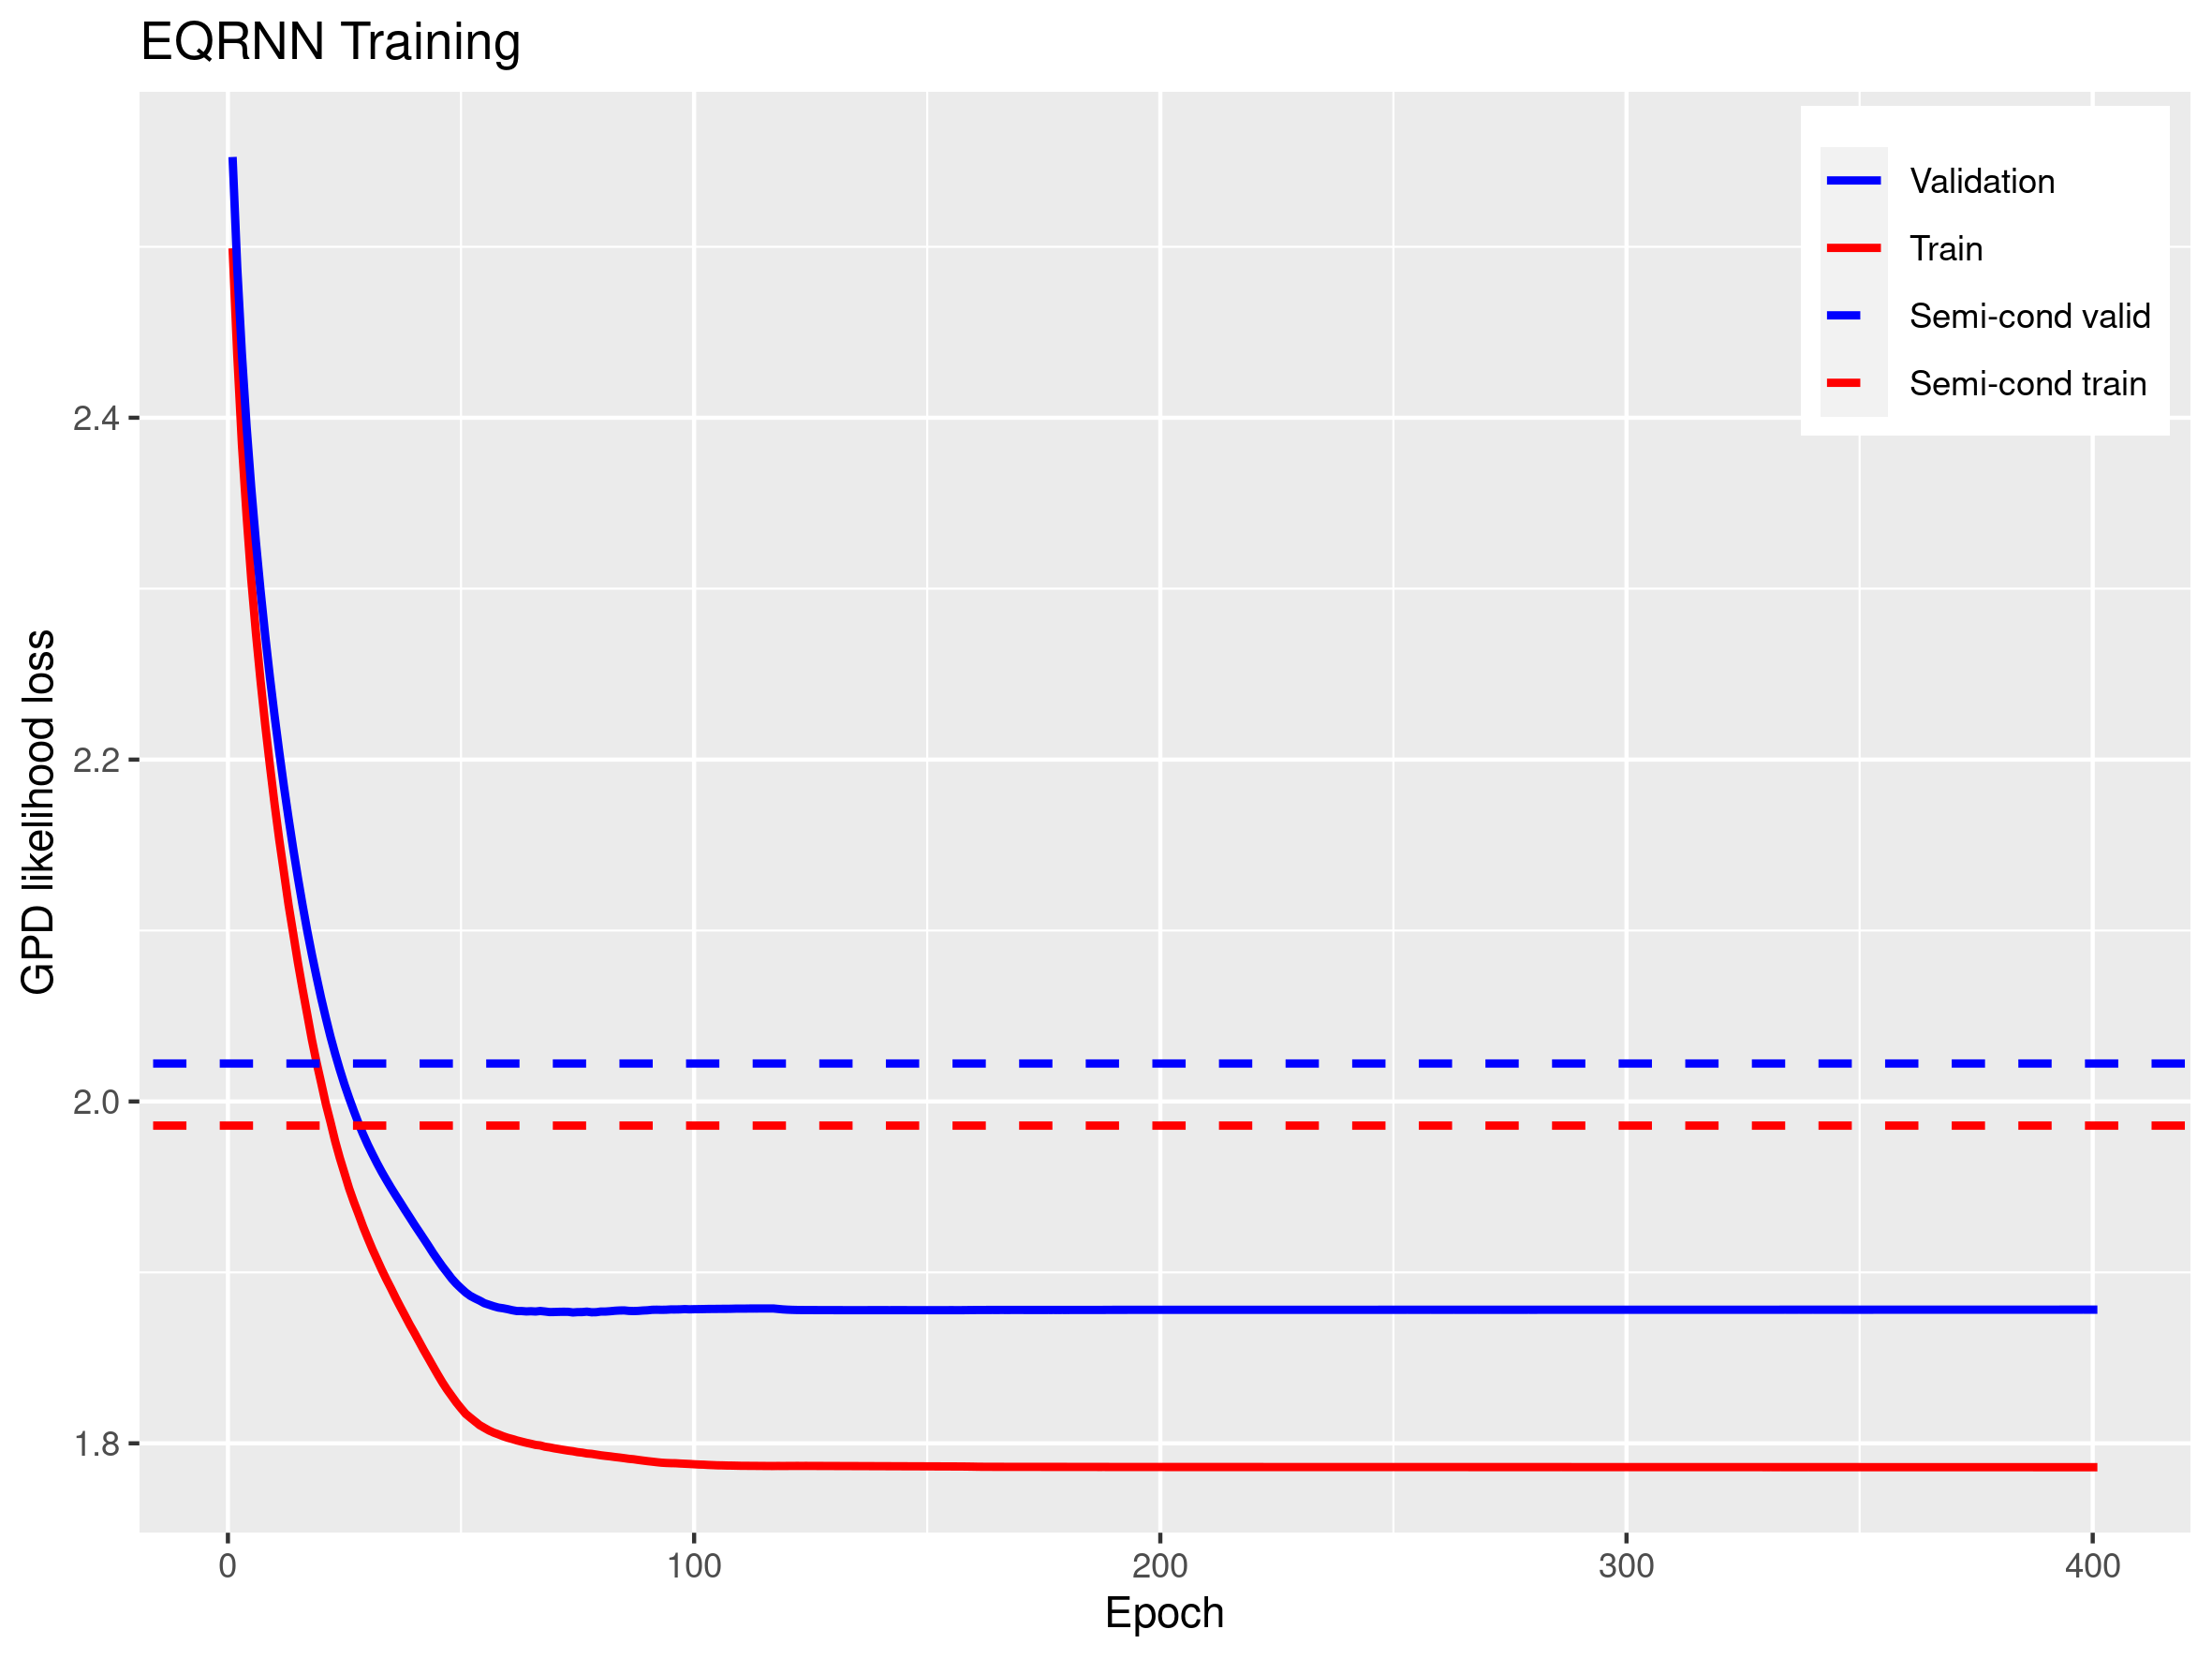 EQRNN Training
Validation
Train
Semi-cond valid
Semi-cond train
GPD likelihood loss
2.4
2.2
2.0
1.8
0 100 200 300 400
Epoch